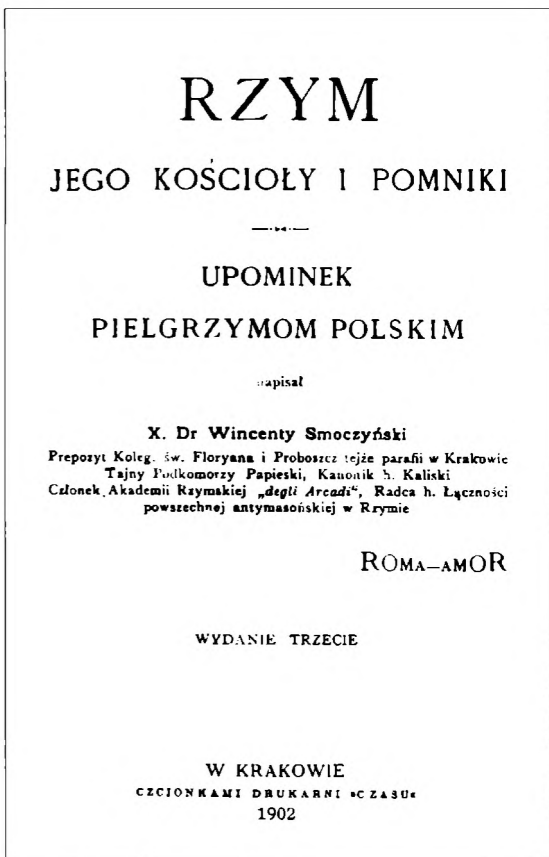 RZYM
JEGO KOŚCIOŁY I POMNIKI
UPOMINEK
PIELGRZYMOM POLSKIM
napisał
X. Dr Wincenty Smoczyński
Prepozyt Koleg. św. Floryana i Proboszcz tejże parafii w Krakowie
Tajny Podkomorzy Papieski, Kanonik h. Kaliski
Członek Akademii Rzymskiej „degli Arcadi“, Radca h. Łączności
powszechnej antymasońskiej w Rzymie
ROMA—AMOR
WYDANIE TRZECIE
W KRAKOWIE
CZCIONKAMI DRUKARNI »CZASU«
1902